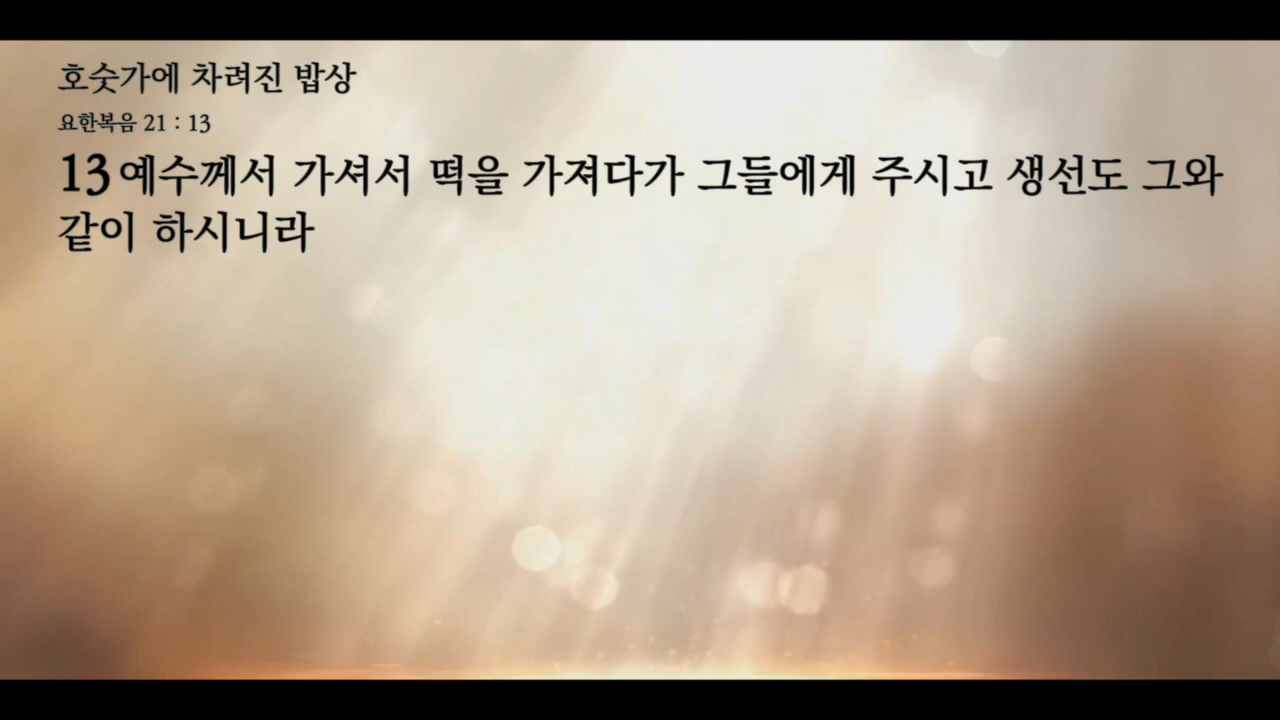 호숫가에 차려진 밥상
요한복음 21 : 13
13 예수께서 가셔서 떡을 가져다가 그들에게 주시고 생선도 그와
같이 하시니라